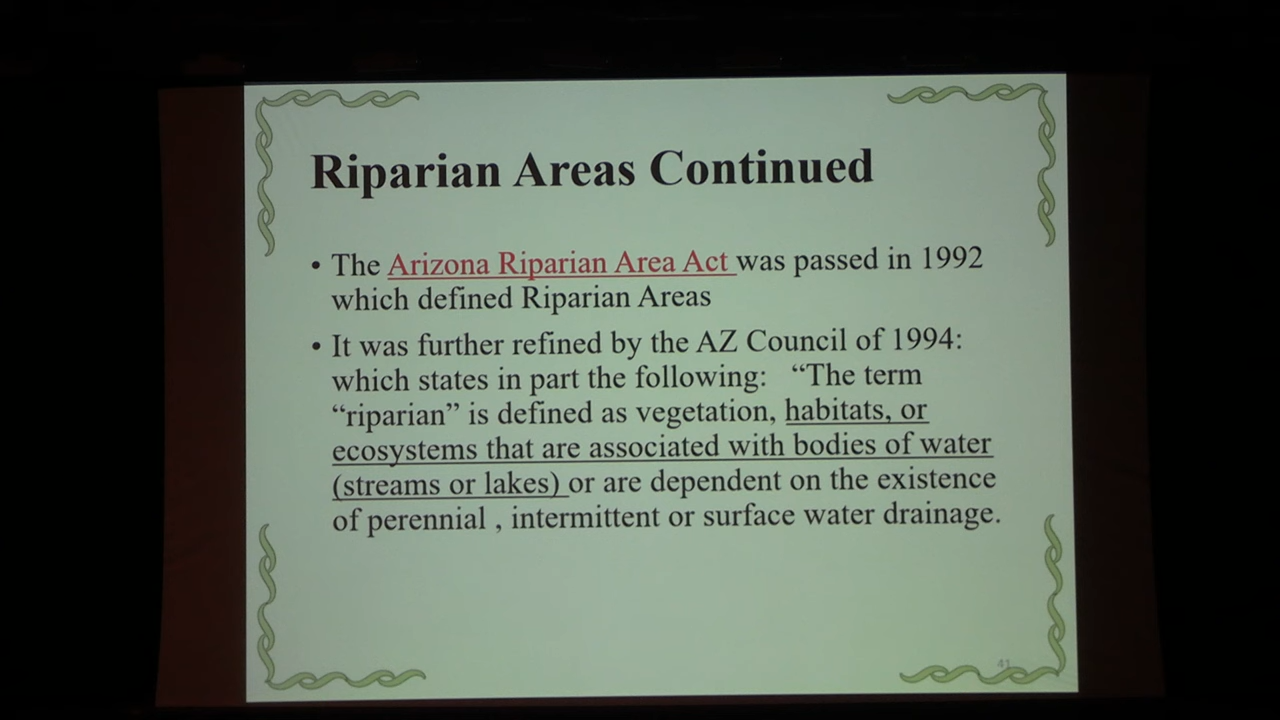 Riparian Areas Continued
• The Arizona Riparian Area Act was passed in 1992
which defined Riparian Areas
• It was further refined by the AZ Council of 1994:
which states in part the following:   “The term
“riparian” is defined as vegetation, habitats, or
ecosystems that are associated with bodies of water
(streams or lakes) or are dependent on the existence
of perennial , intermittent or surface water drainage.
41